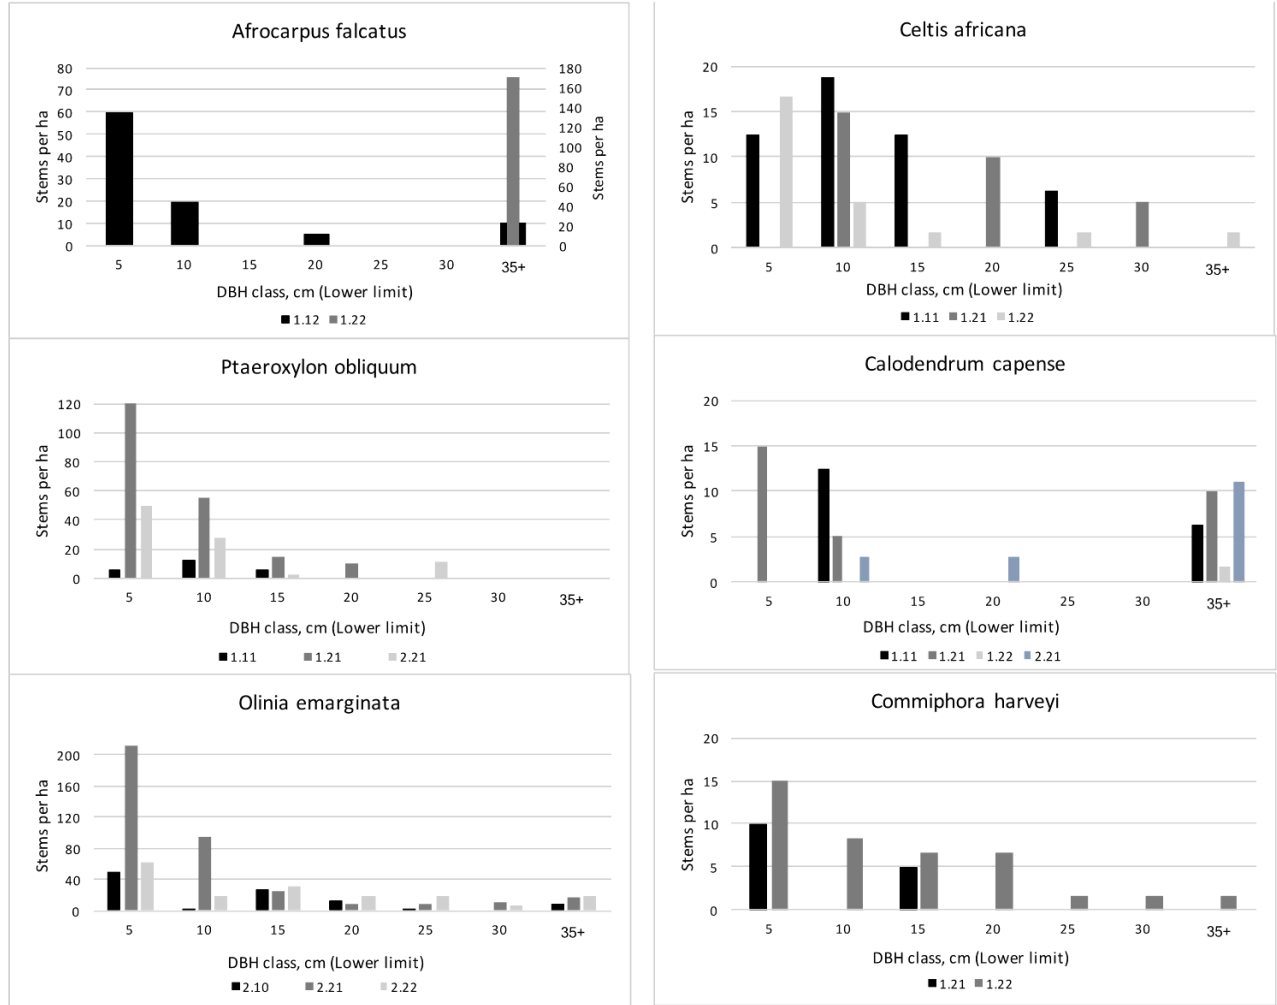 Afrocarpus falcatus
Stems per ha
80
70
60
50
40
30
20
10
0
180
160
140
120
100
80
60
40
20
0
Stems per ha
5 10 15 20 25 30 35+
DBH class, cm (Lower limit)
1.12 1.22
Celtis africana
Stems per ha
20
15
10
5
0
5 10 15 20 25 30 35+
DBH class, cm (Lower limit)
1.11 1.21 1.22
Ptaeroxylon obliquum
Stems per ha
120
100
80
60
40
20
0
5 10 15 20 25 30 35+
DBH class, cm (Lower limit)
1.11 1.21 2.21
Calodendrum capense
Stems per ha
20
15
10
5
0
5 10 15 20 25 30 35+
DBH class, cm (Lower limit)
1.11 1.21 1.22 2.21
Olinia emarginata
Stems per ha
200
160
120
80
40
0
5 10 15 20 25 30 35+
DBH class, cm (Lower limit)
2.10 2.21 2.22
Commiphora harveyi
Stems per ha
20
15
10
5
0
5 10 15 20 25 30 35+
DBH class, cm (Lower limit)
1.21 1.22